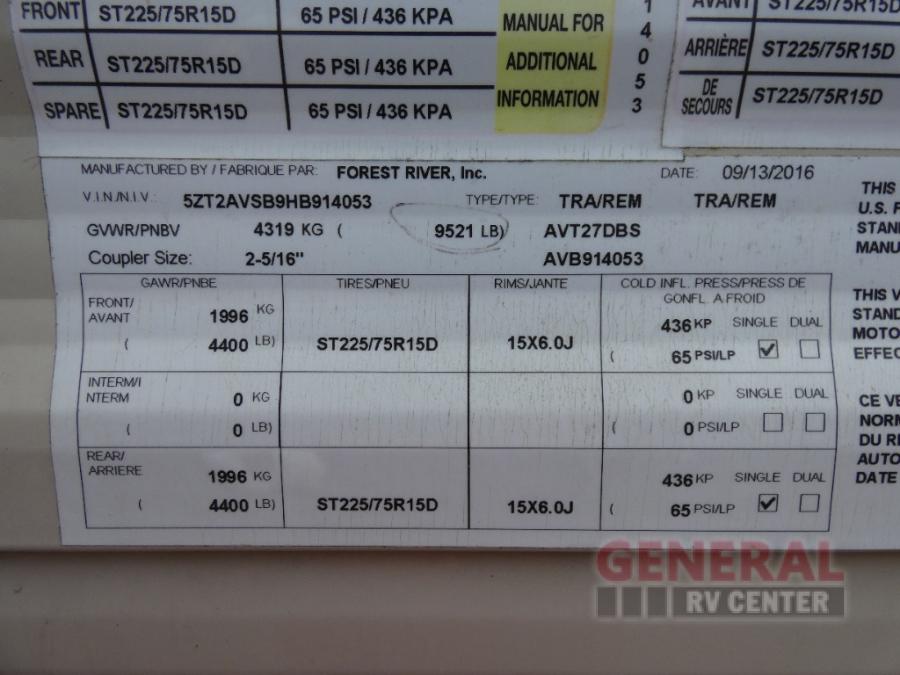 FRONT ST225/75R15D 65 PSI / 436 KPA
REAR ST225/75R15D 65 PSI / 436 KPA
SPARE ST225/75R15D 65 PSI / 436 KPA
MANUAL FOR
ADDITIONAL
INFORMATION
1
4
0
5
3
AVANT ST225/75R15D
ARRIÈRE ST225/75R15D
DE
SECOURS ST225/75R15D
MANUFACTURED BY / FABRIQUE PAR: FOREST RIVER, Inc. DATE: 09/13/2016
V.I.N./N.I.V.: 5ZT2AVSB9HB914053 TYPE/TYPE: TRA/REM TRA/REM
GVWR/PNBV 4319 KG ( 9521 LB) AVT27DBS
Coupler Size: 2-5/16" AVB914053
GAWR/PNBE TIRES/PNEU RIMS/JANTE COLD INFL. PRESS/PRESS DE
GONFL. A FROID
FRONT/
AVANT 1996 KG 436 KP SINGLE DUAL
( 4400 LB) ST225/75R15D 15X6.0J ( 65 PSI/LP
INTERM/I
NTERM 0 KG 0 KP SINGLE DUAL
( 0 LB) ( 0 PSI/LP
REAR/
ARRIERE 1996 KG 436 KP SINGLE DUAL
( 4400 LB) ST225/75R15D 15X6.0J ( 65 PSI/LP
THIS
U.S. F
STAN
MANU
THIS V
STAND
MOTO
EFFEC
CE VE
NORM
DU RE
AUTO
DATE
GENERAL
RV CENTER